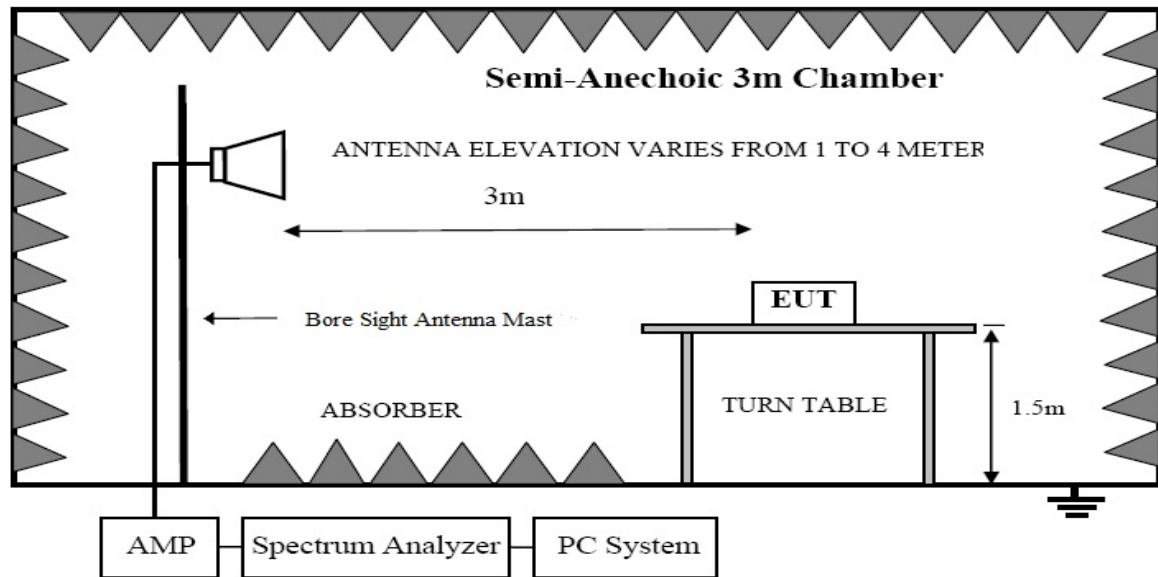 Semi-Anechoic 3m Chamber
ANTENNA ELEVATION VARIES FROM 1 TO 4 METER
3m
EUT
Bore Sight Antenna Mast
ABSORBER
TURN TABLE
1.5m
AMP
Spectrum Analyzer
PC System